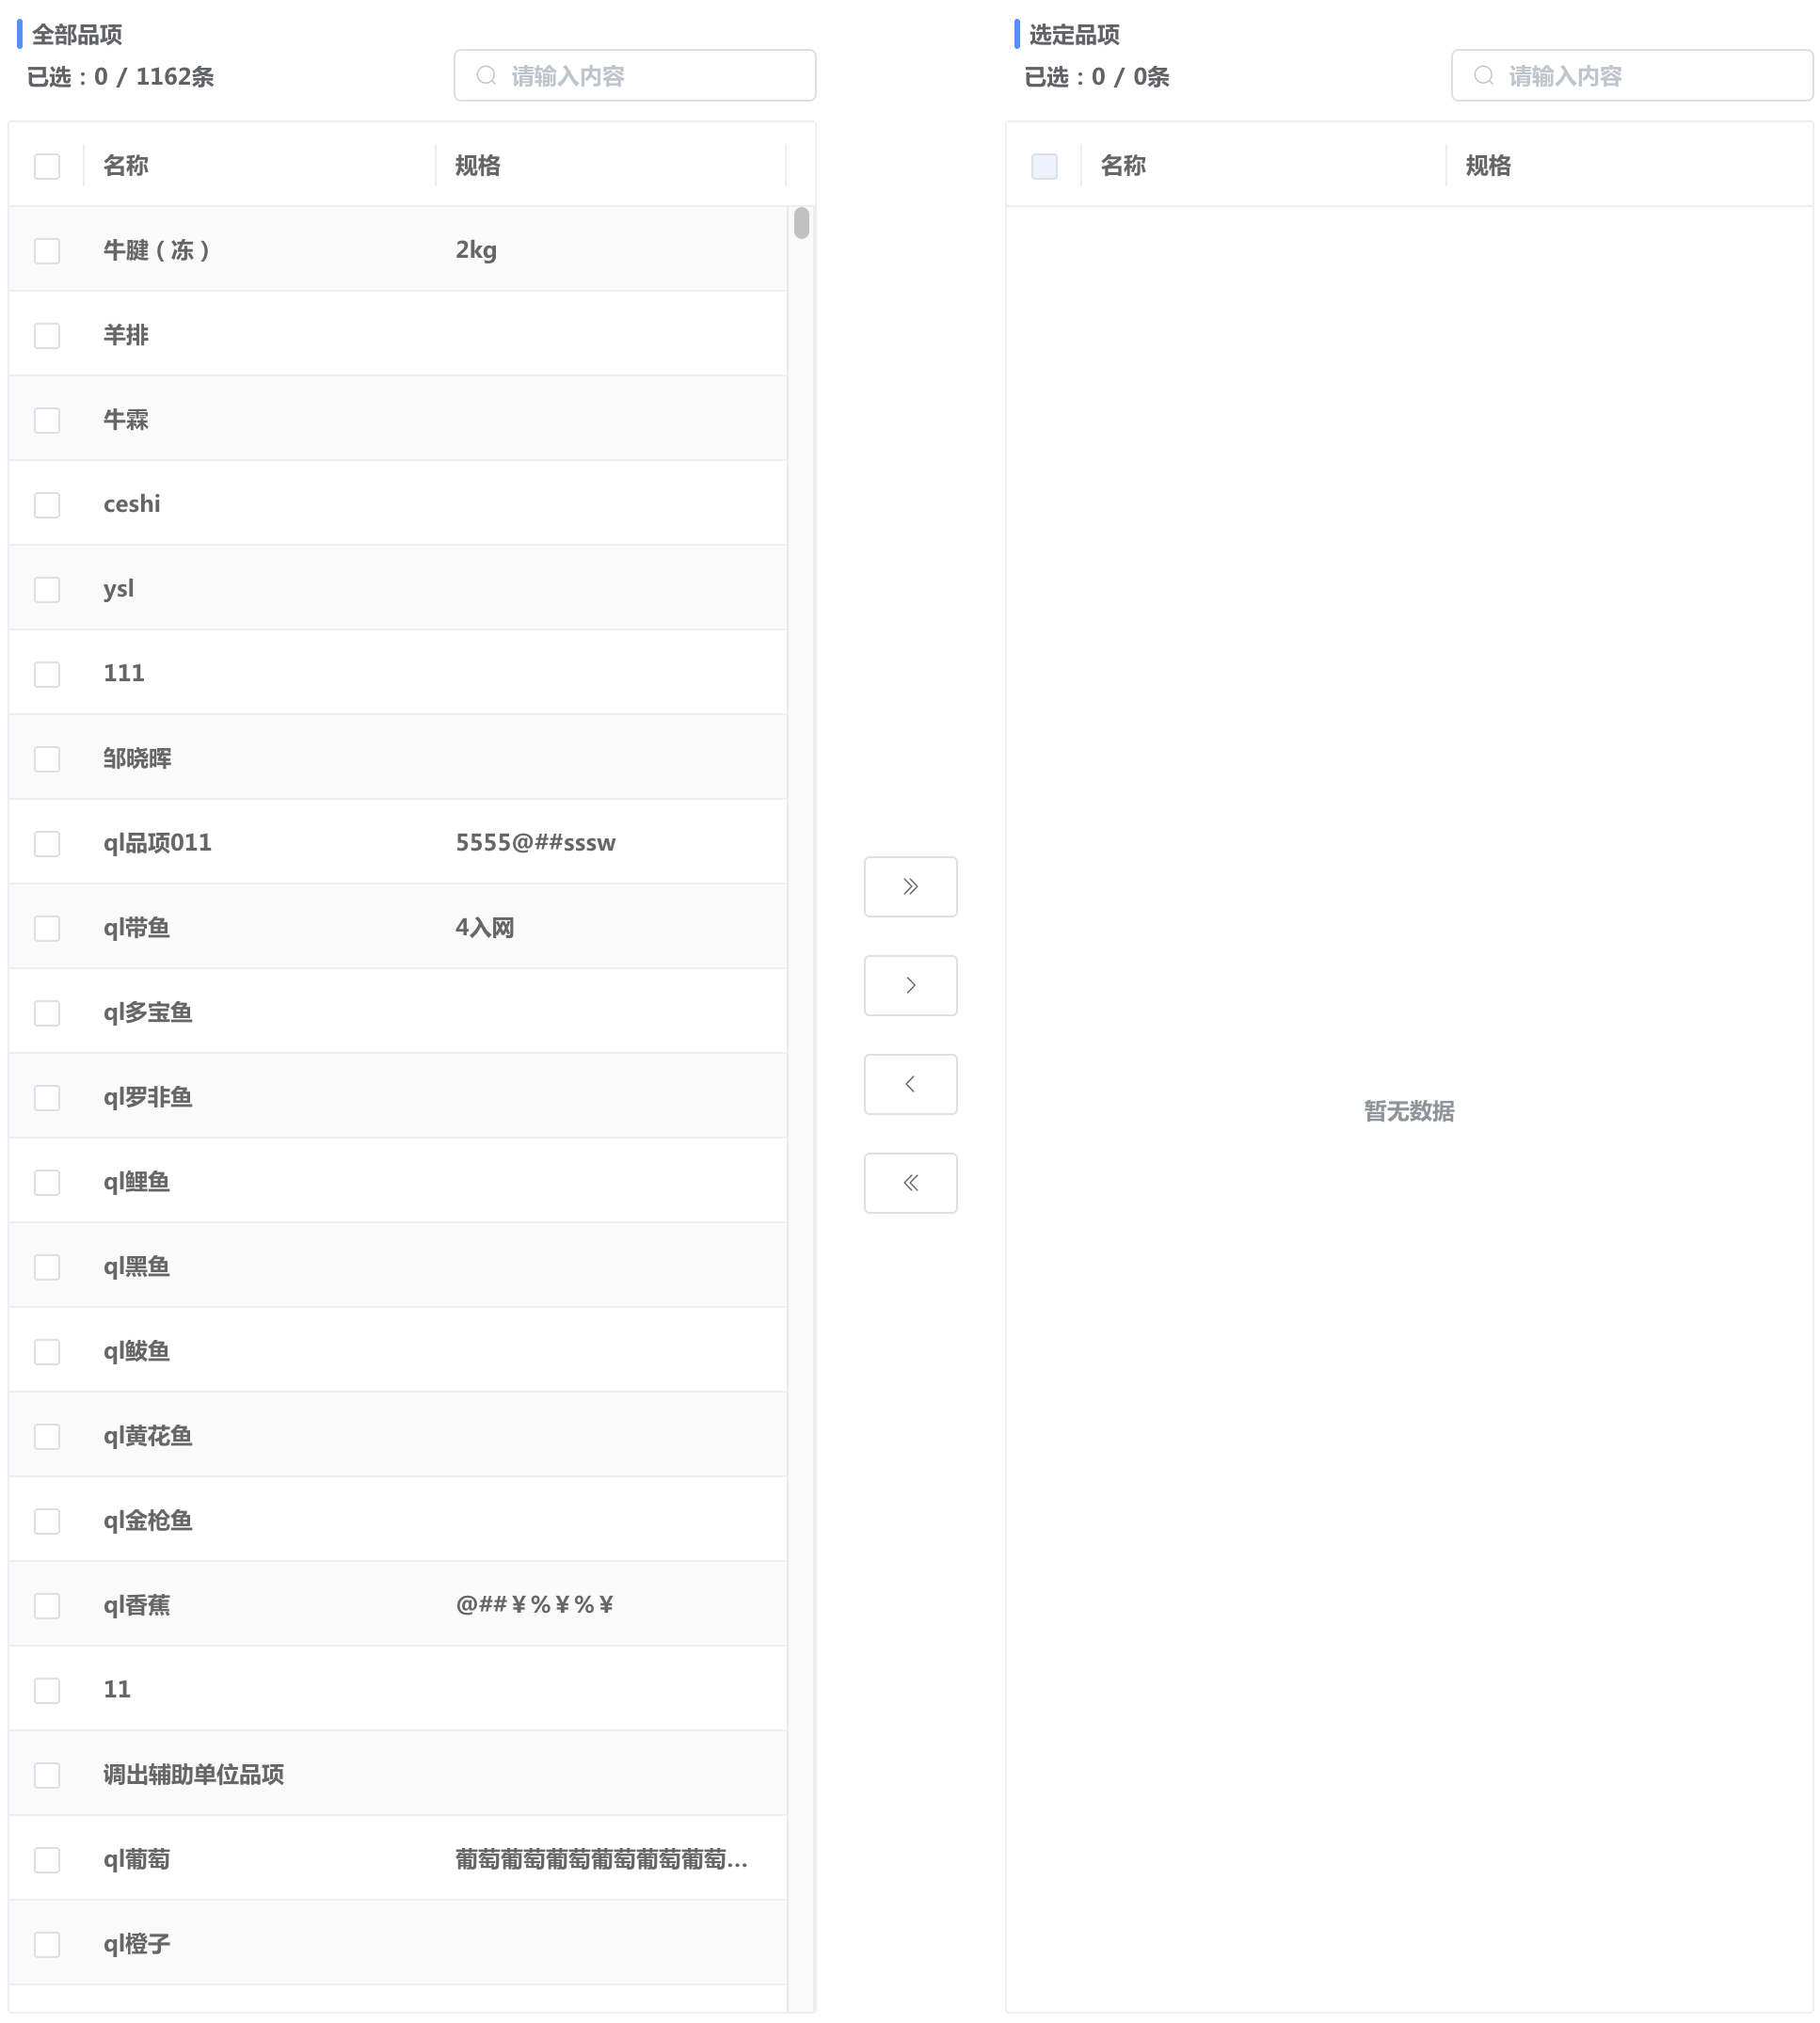 全部品项
已选：0 / 1162条
请输入内容
名称 规格
牛腱（冻） 2kg
羊排
牛霖
ceshi
ysl
111
邹晓晖
ql品项011 5555@##sssw
ql带鱼 4入网
ql多宝鱼
ql罗非鱼
ql鲤鱼
ql黑鱼
ql鲅鱼
ql黄花鱼
ql金枪鱼
ql香蕉 @##￥%￥%￥
11
调出辅助单位品项
ql葡萄 葡萄葡萄葡萄葡萄葡萄葡萄...
ql橙子
选定品项
已选：0 / 0条
请输入内容
名称 规格
暂无数据